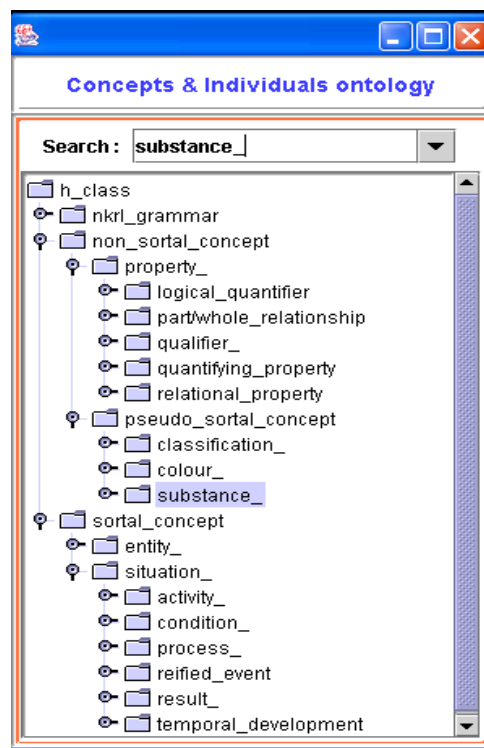 Concepts & Individuals ontology
Search: substance_
h_class
nkrl_grammar
non_sortal_concept
property_
logical_quantifier
part/whole_relationship
qualifier_
quantifying_property
relational_property
pseudo_sortal_concept
classification_
colour_
substance_
sortal_concept
entity_
situation_
activity_
condition_
process_
reified_event
result_
temporal_development